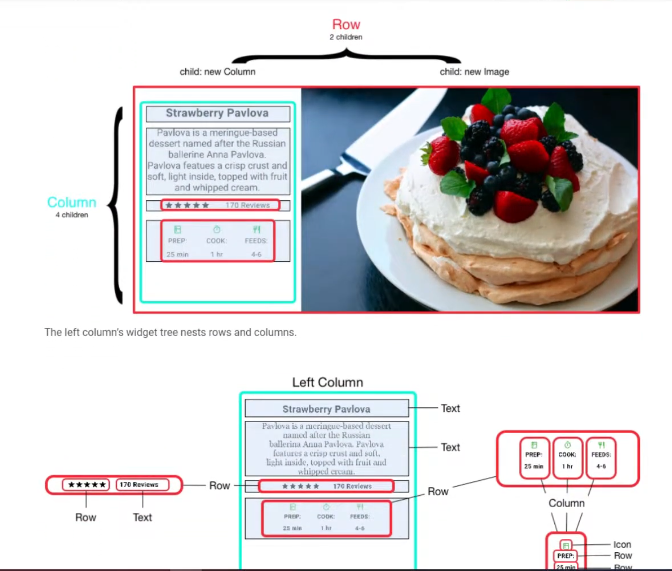 Row
2 children
child: new Column
child: new Image
Strawberry Pavlova
Pavlova is a meringue-based
dessert named after the Russian
ballerine Anna Pavlova.
Pavlova featues a crisp crust and
soft, light inside, topped with fruit
and whipped cream.
★★★★★ 170 Reviews
PREP: COOK: FEEDS:
25 min 1 hr 4-6
Column
4 children
The left column's widget tree nests rows and columns.
Left Column
Strawberry Pavlova
Text
Pavlova is a meringue-based dessert
named after the Russian
ballerina Anna Pavlova. Pavlova
features a crisp crust and soft,
light inside, topped with fruit and
whipped cream.
Text
★★★★★ 170 Reviews
Row
★★★★★ 170 Reviews
Row
Text
PREP: COOK: FEEDS:
25 min 1 hr 4-6
Row
PREP: COOK: FEEDS:
25 min 1 hr 4-6
Column
Icon
PREP:
Row
25 min
Row